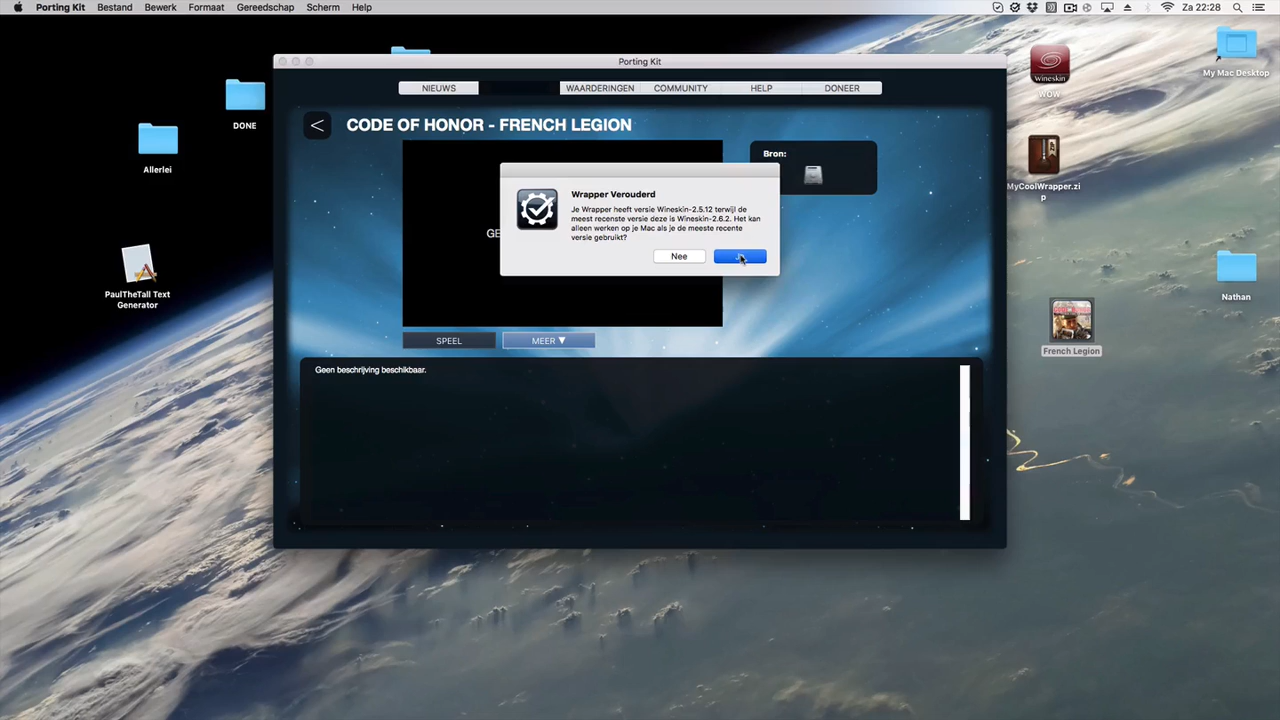 Porting Kit Bestand Bewerk Formaat Gereedschap Scherm Help
Za 22:28
Porting Kit
NIEUWS WAARDERINGEN COMMUNITY HELP DONEER
< CODE OF HONOR - FRENCH LEGION
Bron:
GE
Wrapper Verouderd
Je Wrapper heeft versie Wineskin-2.5.12 terwijl de
meest recente versie deze is Wineskin-2.6.2. Het kan
alleen werken op je Mac als je de meeste recente
versie gebruikt?
Nee
SPEEL MEER ▼
Geen beschrijving beschikbaar.
DONE
Allerlei
PaulTheTall Text
Generator
Wineskin
WOW
My Mac Desktop
MyCoolWrapper.zi
p
Nathan
French Legion